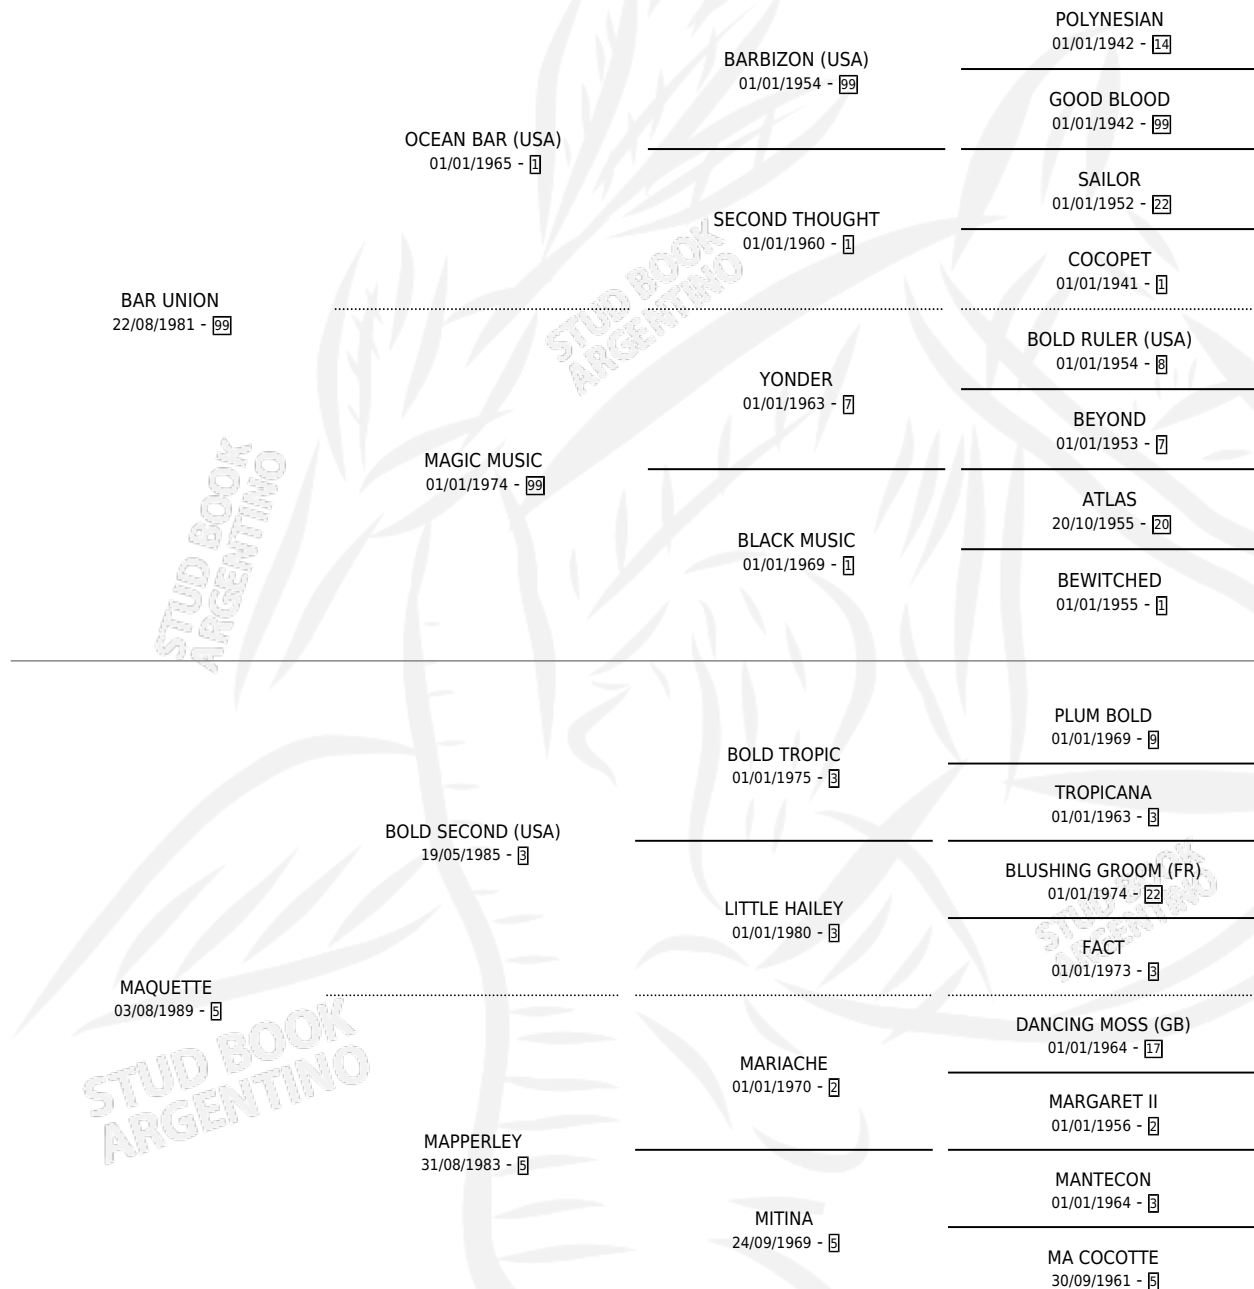 POLYNESIAN
01/01/1942 - 14
BARBIZON (USA)
01/01/1954 - 99
GOOD BLOOD
01/01/1942 - 99
OCEAN BAR (USA)
01/01/1965 - 1
SAILOR
01/01/1952 - 22
SECOND THOUGHT
01/01/1960 - 1
COCOPET
01/01/1941 - 1
BAR UNION
22/08/1981 - 99
BOLD RULER (USA)
01/01/1954 - 8
YONDER
01/01/1963 - 7
BEYOND
01/01/1953 - 7
MAGIC MUSIC
01/01/1974 - 99
ATLAS
20/10/1955 - 20
BLACK MUSIC
01/01/1969 - 1
BEWITCHED
01/01/1955 - 1
PLUM BOLD
01/01/1969 - 9
BOLD TROPIC
01/01/1975 - 3
TROPICANA
01/01/1963 - 3
BOLD SECOND (USA)
19/05/1985 - 3
BLUSHING GROOM (FR)
01/01/1974 - 22
LITTLE HAILEY
01/01/1980 - 3
FACT
01/01/1973 - 3
MAQUETTE
03/08/1989 - 5
DANCING MOSS (GB)
01/01/1964 - 17
MARIACHE
01/01/1970 - 2
MARGARET II
01/01/1956 - 2
MAPPERLEY
31/08/1983 - 5
MANTECON
01/01/1964 - 3
MITINA
24/09/1969 - 5
MA COCOTTE
30/09/1961 - 5
STUD BOOK
ARGENTINO
STUD BOOK
ARGENTINO
STUD BOOK
ARGENTINO
STUD BOOK
ARGENTINO